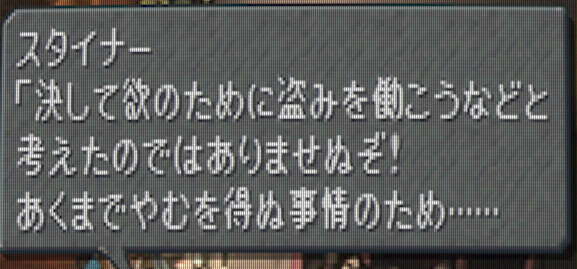 スタイナー
「決して欲のために盗みを働こうなどと
考えたのではありませぬぞ!
あくまでやむを得ぬ事情のため……